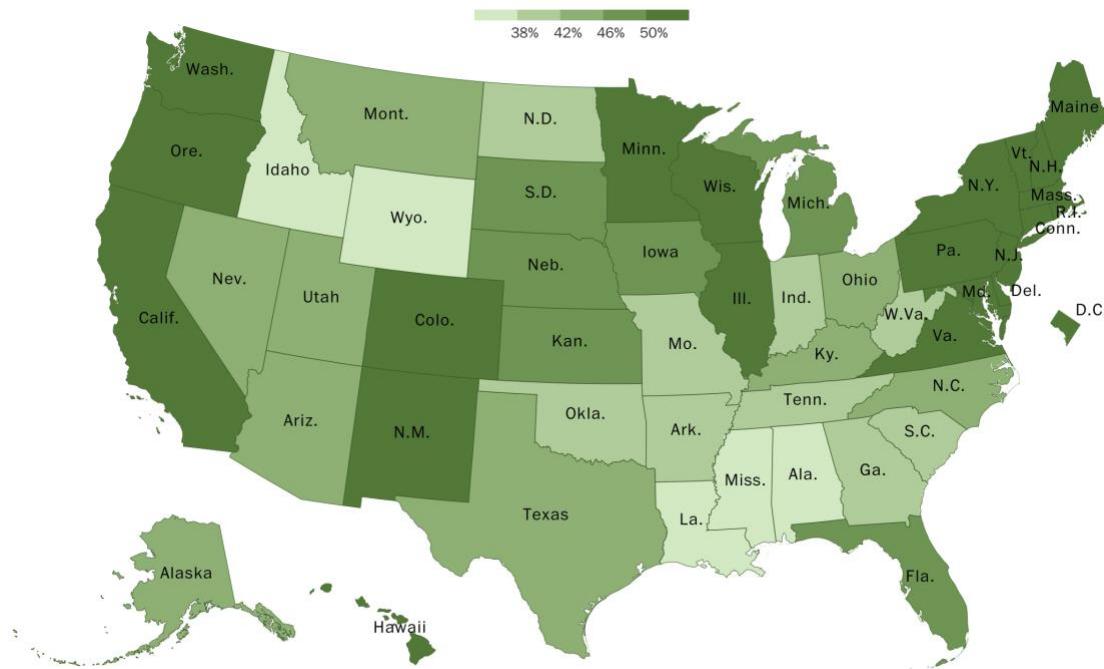 38% 42% 46% 50%
Wash.
Maine
Mont.
N.D.
Minn.
Ore.
Vt.
N.H.
Idaho
Wis.
N.Y.
S.D.
Mass.
Mich.
R.I.
Wyo.
Conn.
Iowa
Pa.
N.J.
Neb.
Nev.
Ohio
Utah
Ill.
Ind.
Md.
Del.
Calif.
Colo.
W.Va.
D.C
Kan.
Va.
Mo.
Ky.
N.C.
Tenn.
Okla.
Ariz.
N.M.
Ark.
S.C.
Ga.
Miss.
Ala.
Texas
La.
Alaska
Fla.
Hawaii